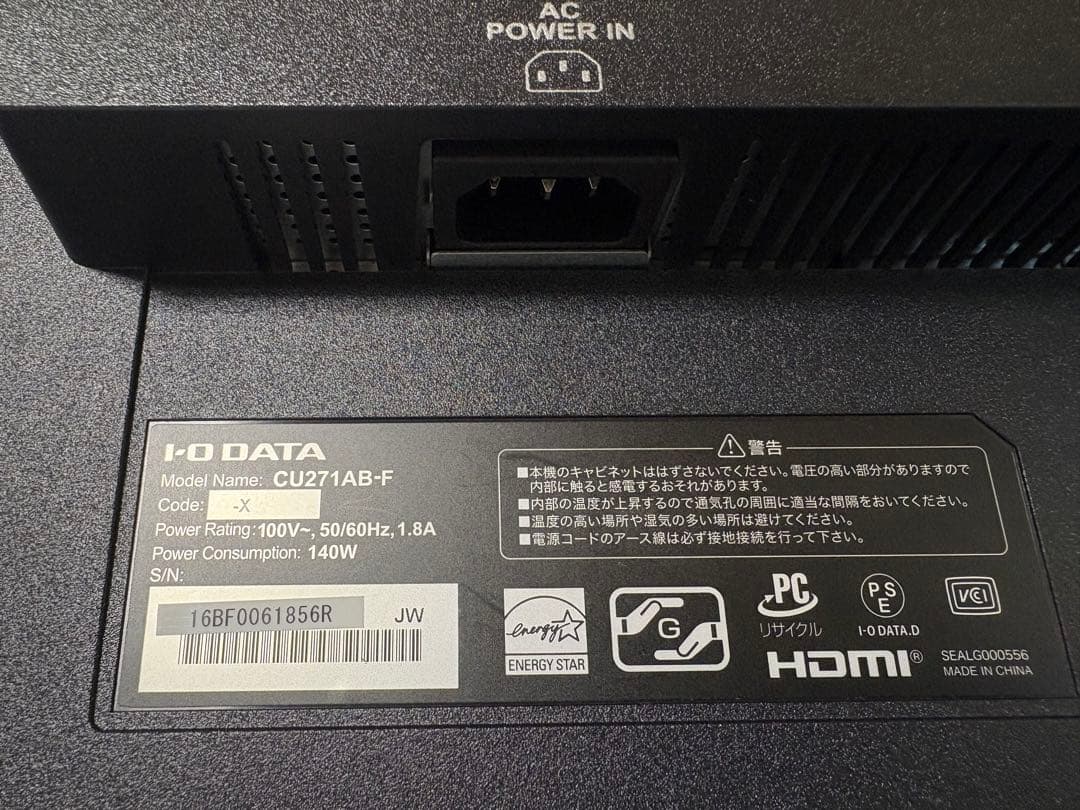 AC
POWER IN
I-O DATA
Model Name: CU271AB-F
Code: -X
Power Rating: 100V~, 50/60Hz, 1.8A
Power Consumption: 140W
S/N:
16BF0061856R JW
⚠警告
■本機のキャビネットははずさないでください。電圧の高い部分がありますので
内部に触ると感電するおそれがあります。
■内部の温度が上昇するので通気孔の周囲に適当な間隔をおいてください。
■温度の高い場所や湿気の多い場所は避けてください。
■電源コードのアース線は必ず接地接続を行って下さい。
energy
ENERGY STAR
G
PC
リサイクル
PS
E
I-O DATA.D
VCI
HDMI®
SEALG000556
MADE IN CHINA